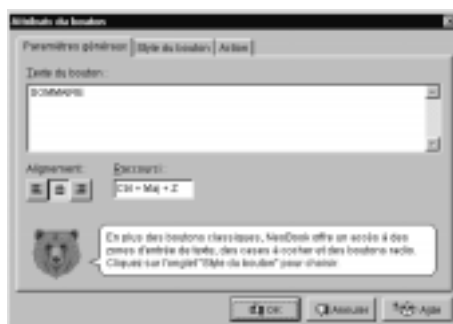 Attributs du bouton
Paramètres généraux Style du bouton Action
Texte du bouton :
SOMMAIRE
Alignement: Raccourci:
Ctl + Maj + Z
En plus des boutons classiques, NeoBook offre un accès à des
zones d'entrée de texte, des cases à cocher et des boutons radio.
Cliquez sur l'onglet "Style du bouton" pour choisir.
OK Annuler Aide